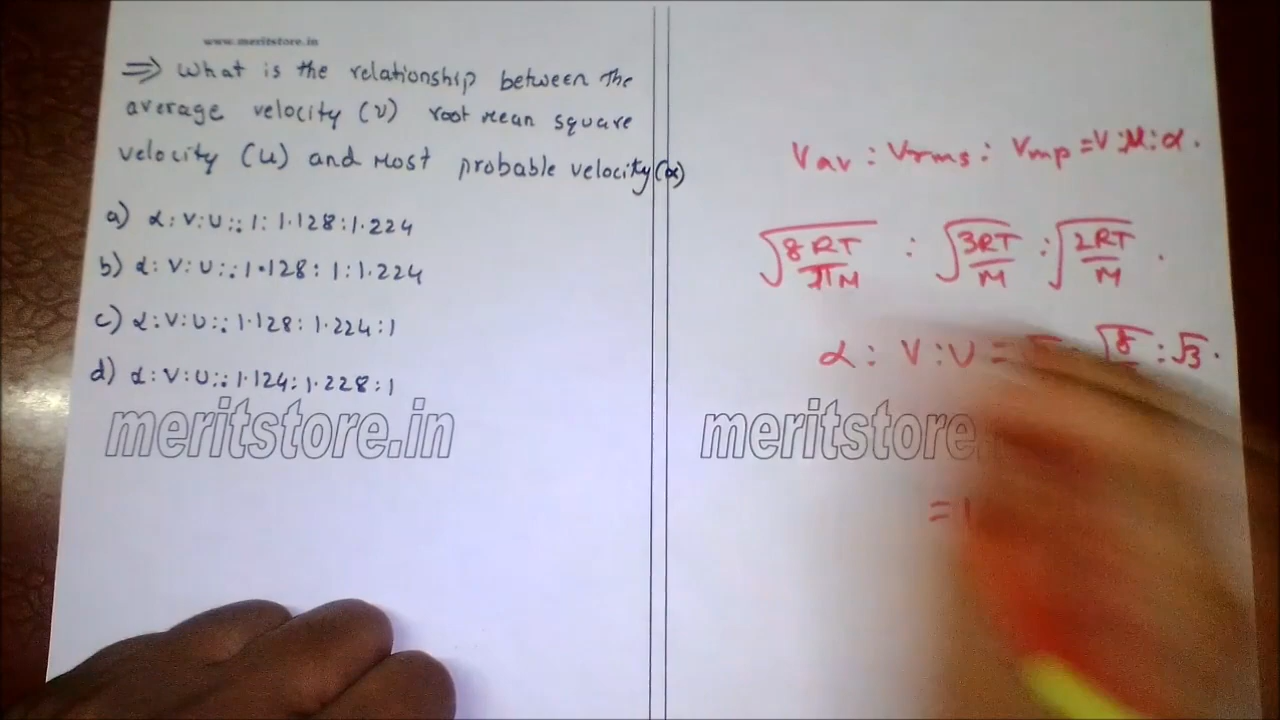 www.meritstore.in
⇒ What is the relationship between the
average velocity (v) root mean square
velocity (u) and most probable velocity (α)
a) α : V : U :: 1 : 1.128 : 1.224
b) α : V : U :: 1.128 : 1 : 1.224
c) α : V : U :: 1.128 : 1.224 : 1
d) α : V : U :: 1.124 : 1.228 : 1
meritstore.in
Vav : Vrms : Vmp = V : μ : α .
√(8RT/πM) : √(3RT/M) : √(2RT/M) .
α : V : U = √8 : √3 .
meritstore
= 1